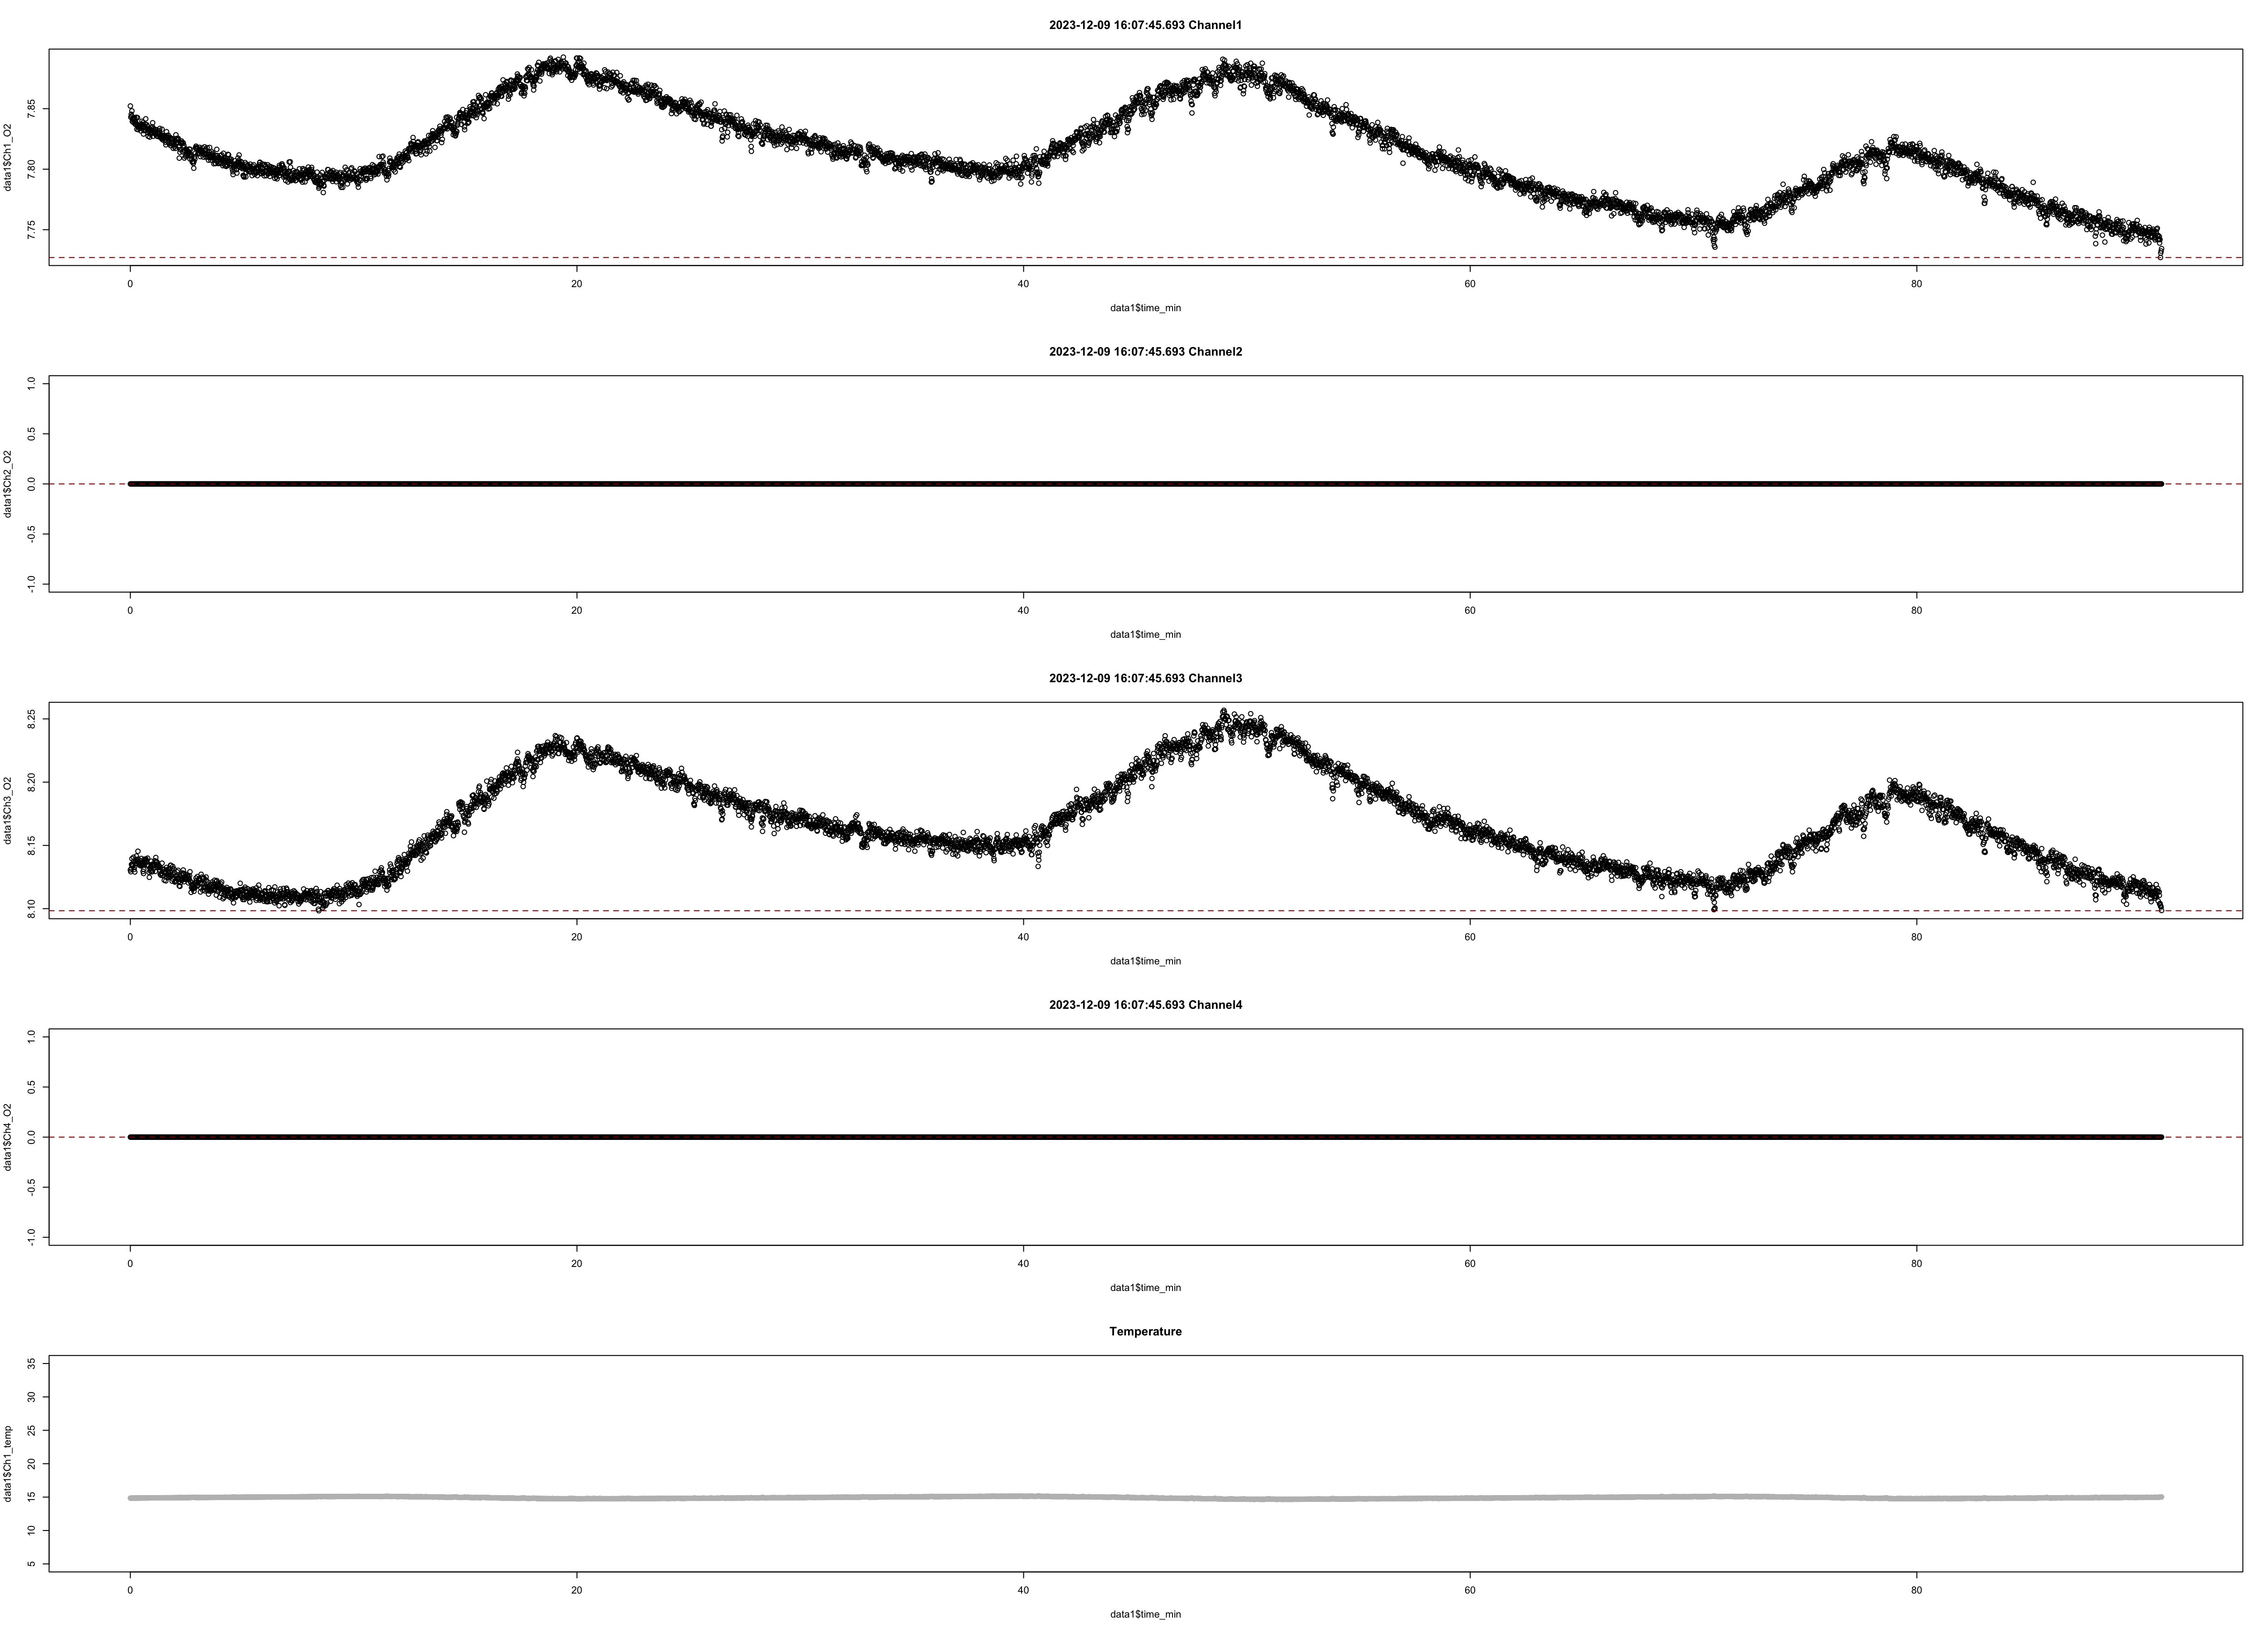 2023-12-09 16:07:45.693 Channel1
data1$Ch1_O2
7.85
7.80
7.75
0 20 40 60 80
data1$time_min
2023-12-09 16:07:45.693 Channel2
data1$Ch2_O2
1.0
0.5
0.0
-0.5
-1.0
0 20 40 60 80
data1$time_min
2023-12-09 16:07:45.693 Channel3
data1$Ch3_O2
8.25
8.20
8.15
8.10
0 20 40 60 80
data1$time_min
2023-12-09 16:07:45.693 Channel4
data1$Ch4_O2
1.0
0.5
0.0
-0.5
-1.0
0 20 40 60 80
data1$time_min
Temperature
data1$Ch1_temp
35
30
25
20
15
10
5
0 20 40 60 80
data1$time_min